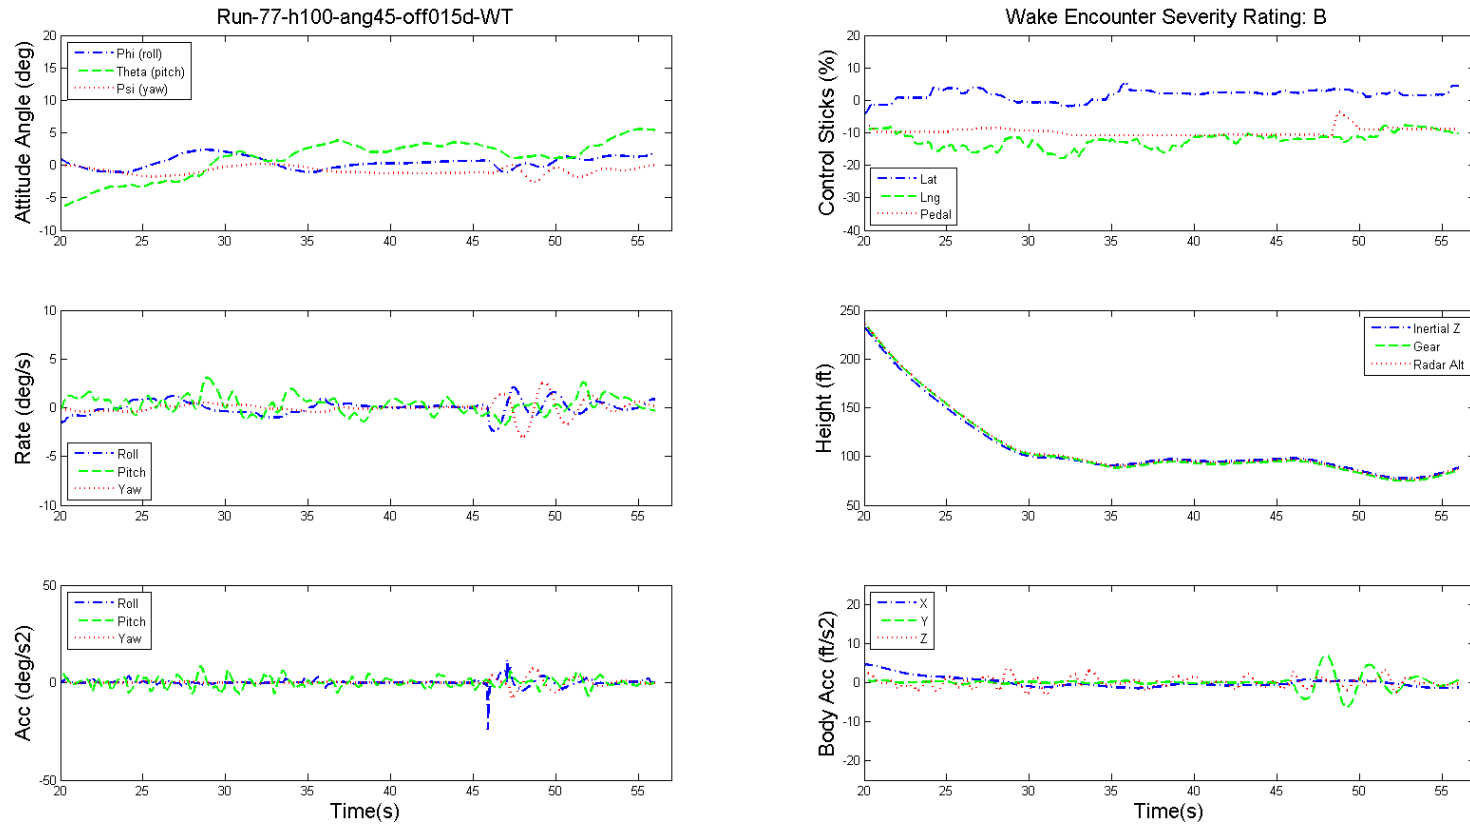 Run-77-h100-ang45-off015d-WT
Attitude Angle (deg)
20
15
10
5
0
-5
-10
Phi (roll)
Theta (pitch)
Psi (yaw)
20 25 30 35 40 45 50 55
Wake Encounter Severity Rating: B
Control Sticks (%)
20
10
0
-10
-20
-30
-40
Lat
Lng
Pedal
20 25 30 35 40 45 50 55
Rate (deg/s)
10
5
0
-5
-10
Roll
Pitch
Yaw
20 25 30 35 40 45 50 55
Height (ft)
250
200
150
100
50
Inertial Z
Gear
Radar Alt
20 25 30 35 40 45 50 55
Acc (deg/s2)
50
0
-50
Roll
Pitch
Yaw
20 25 30 35 40 45 50 55
Time(s)
Body Acc (ft/s2)
20
10
0
-10
-20
X
Y
Z
20 25 30 35 40 45 50 55
Time(s)